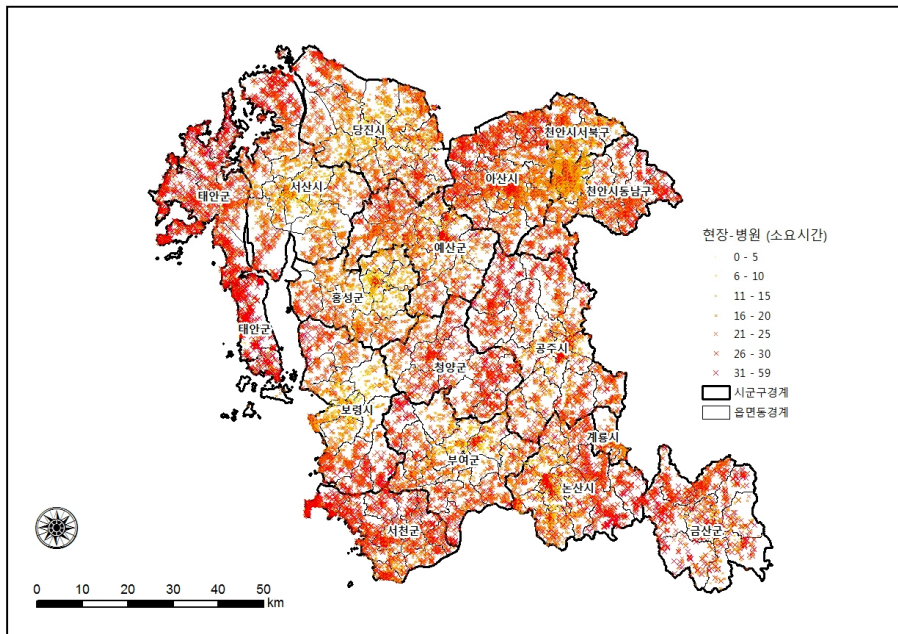 당진시
천안시서북구
서산시
아산시
천안시동남구
태안군
예산군
홍성군
태안군
공주시
청양군
보령시
계룡시
부여군
논산시
서천군
금산군
현장-병원 (소요시간)
0 - 5
6 - 10
11 - 15
16 - 20
21 - 25
26 - 30
31 - 59
시군구경계
읍면동경계
0 10 20 30 40 50
km